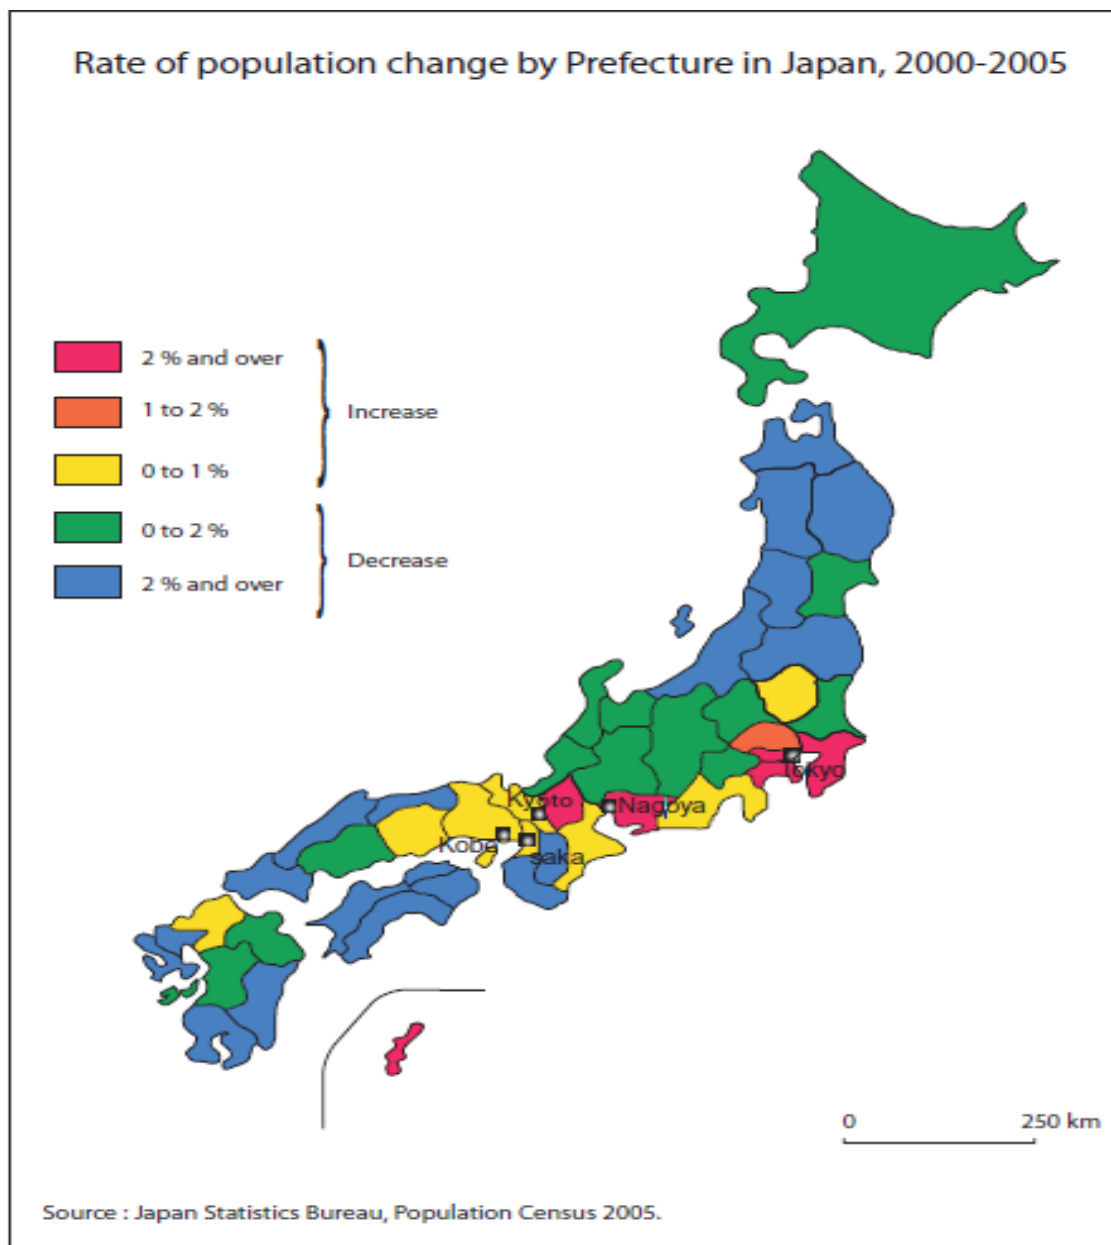 Rate of population change by Prefecture in Japan, 2000-2005
2 % and over
1 to 2 %
Increase
0 to 1 %
0 to 2 %
Decrease
2 % and over
Tokyo
Kyoto
Nagoya
Kobe
saka
0 250 km
Source : Japan Statistics Bureau, Population Census 2005.